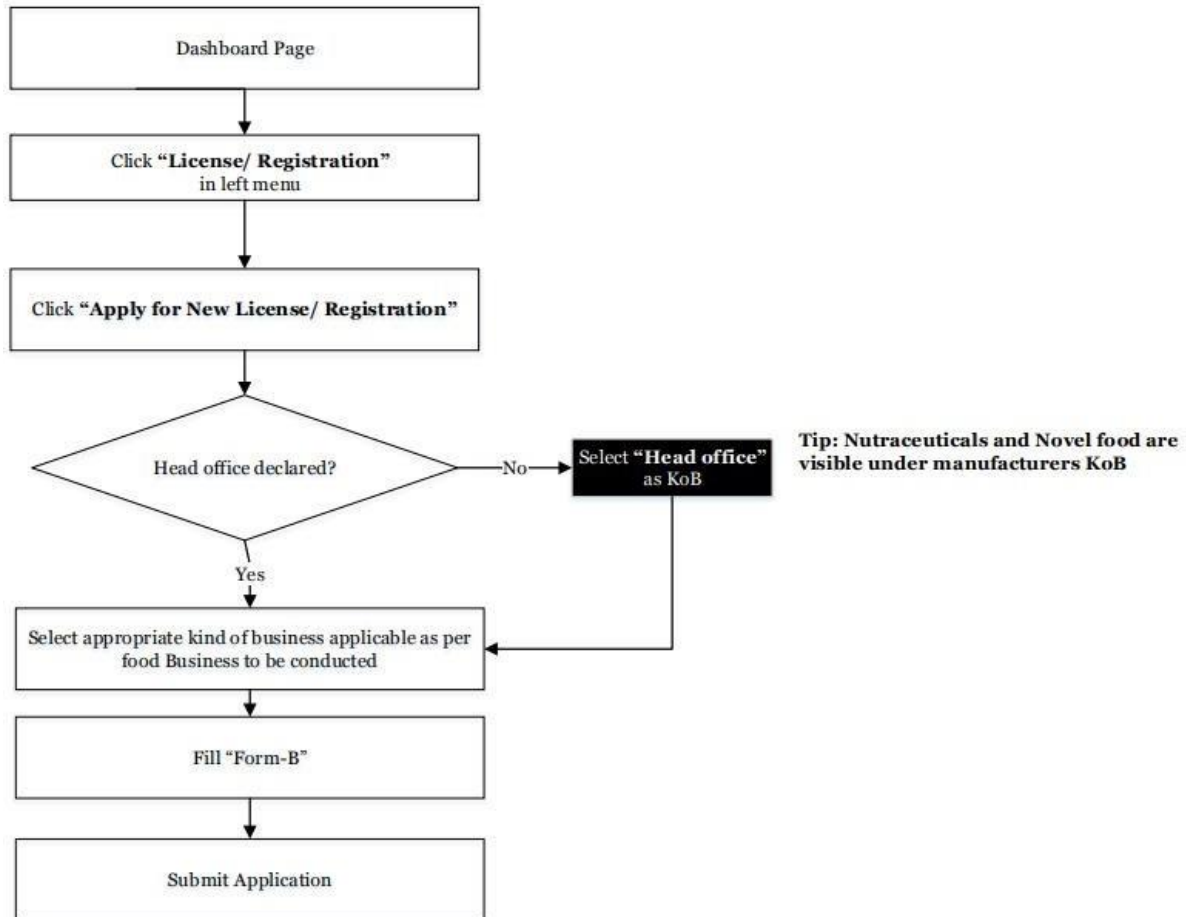 Dashboard Page
Click “License/ Registration”
in left menu
Click “Apply for New License/ Registration”
Head office declared?
No
Select “Head office”
as KoB
Tip: Nutraceuticals and Novel food are
visible under manufacturers KoB
Yes
Select appropriate kind of business applicable as per
food Business to be conducted
Fill “Form-B”
Submit Application